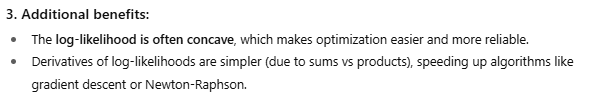 3. Additional benefits:
• The log-likelihood is often concave, which makes optimization easier and more reliable.
• Derivatives of log-likelihoods are simpler (due to sums vs products), speeding up algorithms like
gradient descent or Newton-Raphson.